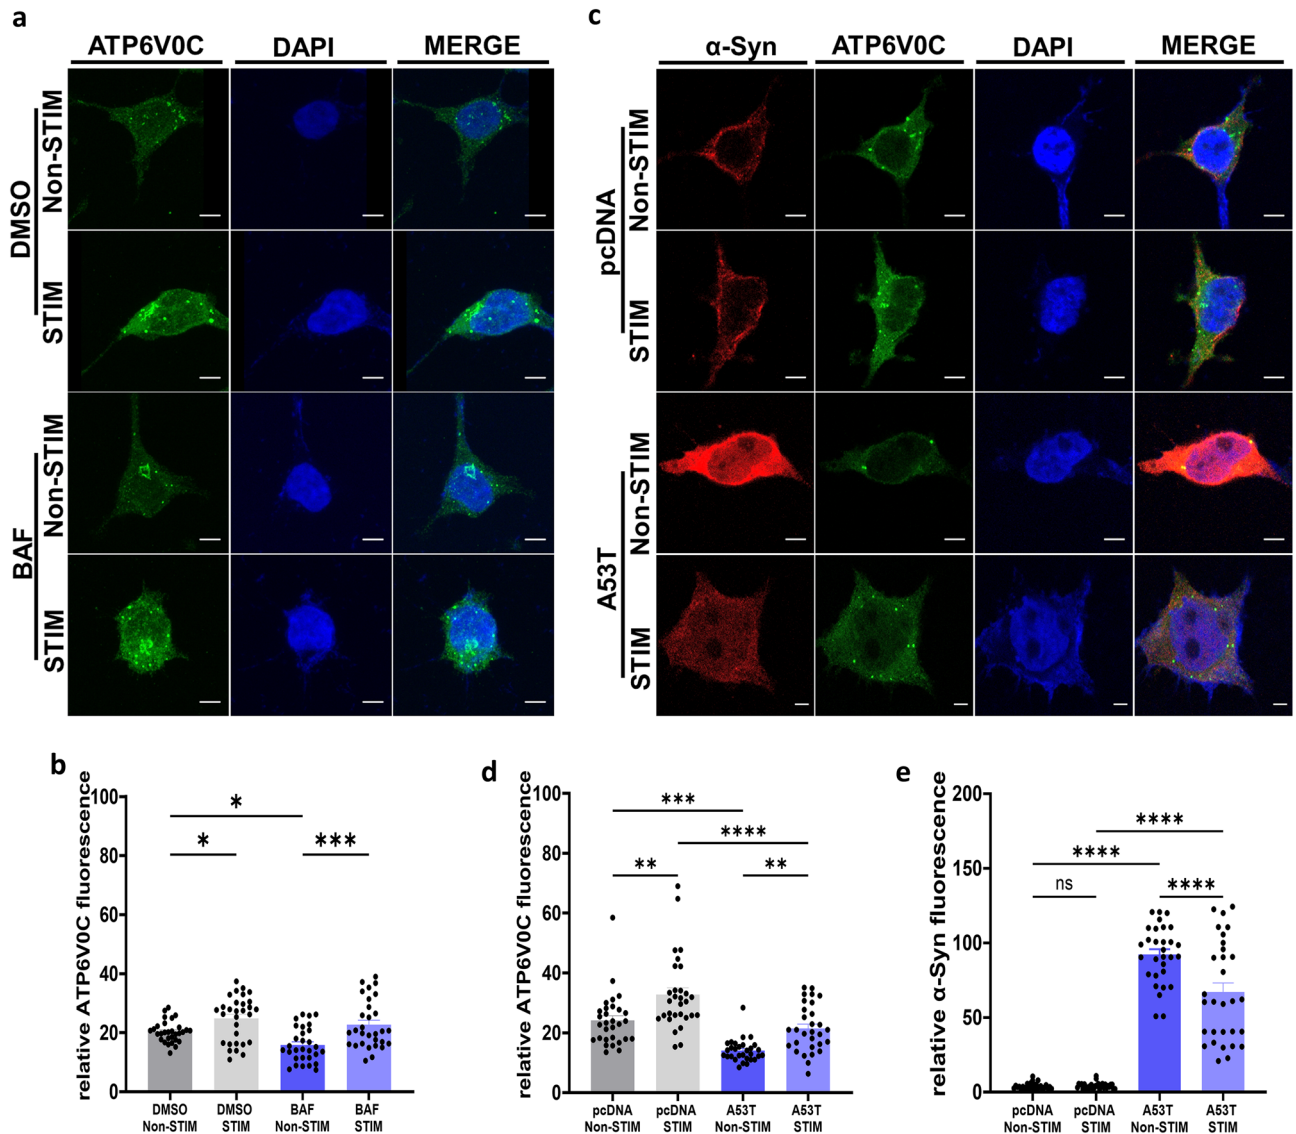 a
ATP6V0C DAPI MERGE
DMSO
Non-STIM
STIM
BAF
Non-STIM
STIM
c
α-Syn ATP6V0C DAPI MERGE
pcDNA
Non-STIM
STIM
A53T
Non-STIM
STIM
b
relative ATP6V0C fluorescence
100
80
60
40
20
0
*
*
***
DMSO Non-STIM
DMSO STIM
BAF Non-STIM
BAF STIM
d
relative ATP6V0C fluorescence
100
80
60
40
20
0
***
****
**
**
pcDNA Non-STIM
pcDNA STIM
A53T Non-STIM
A53T STIM
e
relative α-Syn fluorescence
200
150
100
50
0
****
****
ns
****
pcDNA Non-STIM
pcDNA STIM
A53T Non-STIM
A53T STIM